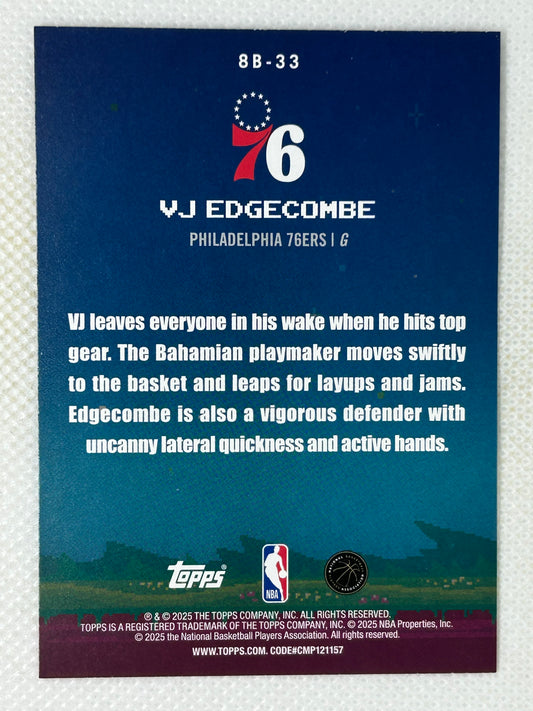 8B-33
76
VJ EDGECOMBE
PHILADELPHIA 76ERS | G
VJ leaves everyone in his wake when he hits top
gear. The Bahamian playmaker moves swiftly
to the basket and leaps for layups and jams.
Edgecombe is also a vigorous defender with
uncanny lateral quickness and active hands.
topps
NBA
® & © 2025 THE TOPPS COMPANY, INC. ALL RIGHTS RESERVED.
TOPPS IS A REGISTERED TRADEMARK OF THE TOPPS COMPANY, INC. © 2025 NBA Properties, Inc.
© 2025 the National Basketball Players Association. All rights reserved.
WWW.TOPPS.COM. CODE#CMP121157